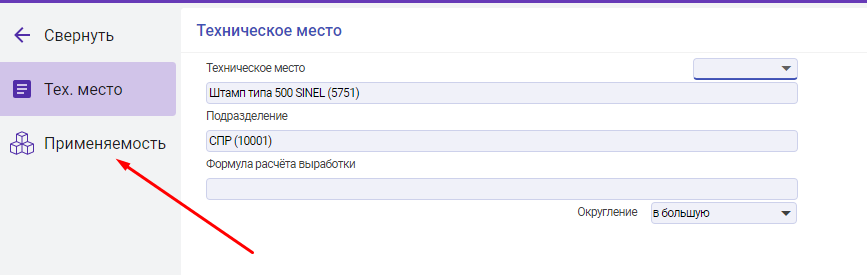 Свернуть
Тех. место
Применяемость
Техническое место
Техническое место
Штамп типа 500 SINEL (5751)
Подразделение
СПР (10001)
Формула расчёта выработки
Округление в большую